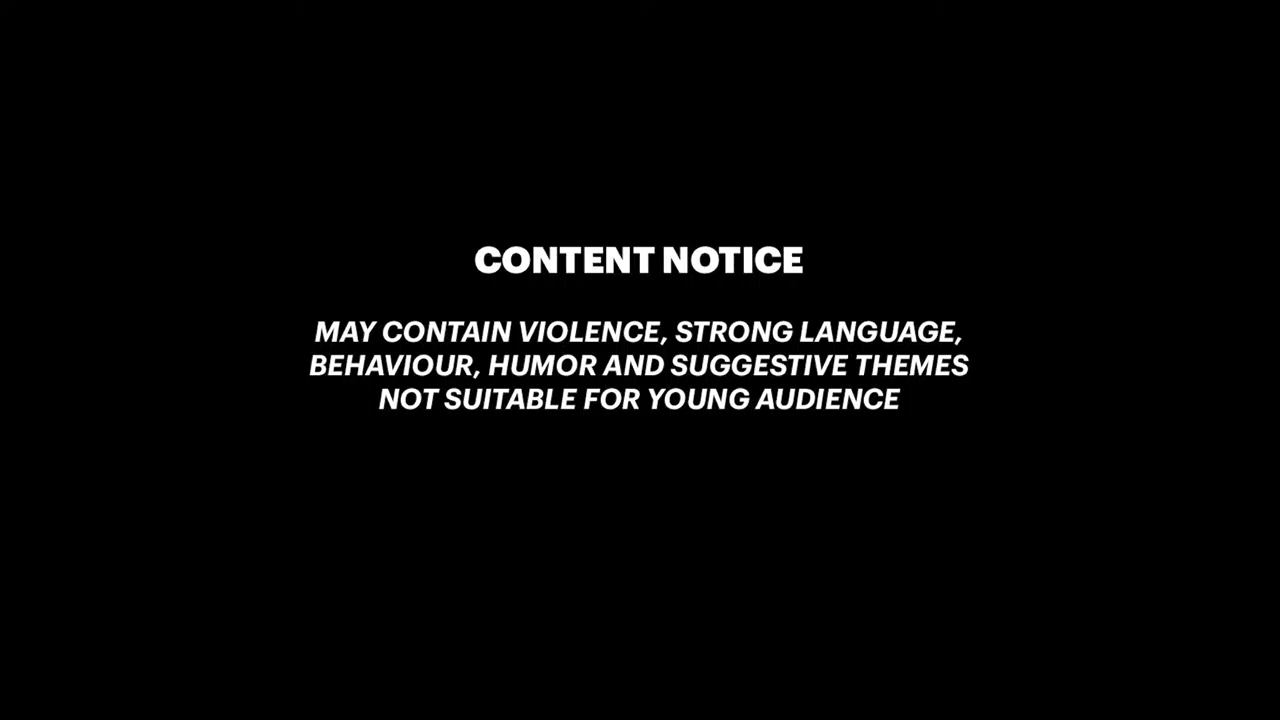 CONTENT NOTICE
MAY CONTAIN VIOLENCE, STRONG LANGUAGE,
BEHAVIOUR, HUMOR AND SUGGESTIVE THEMES
NOT SUITABLE FOR YOUNG AUDIENCE